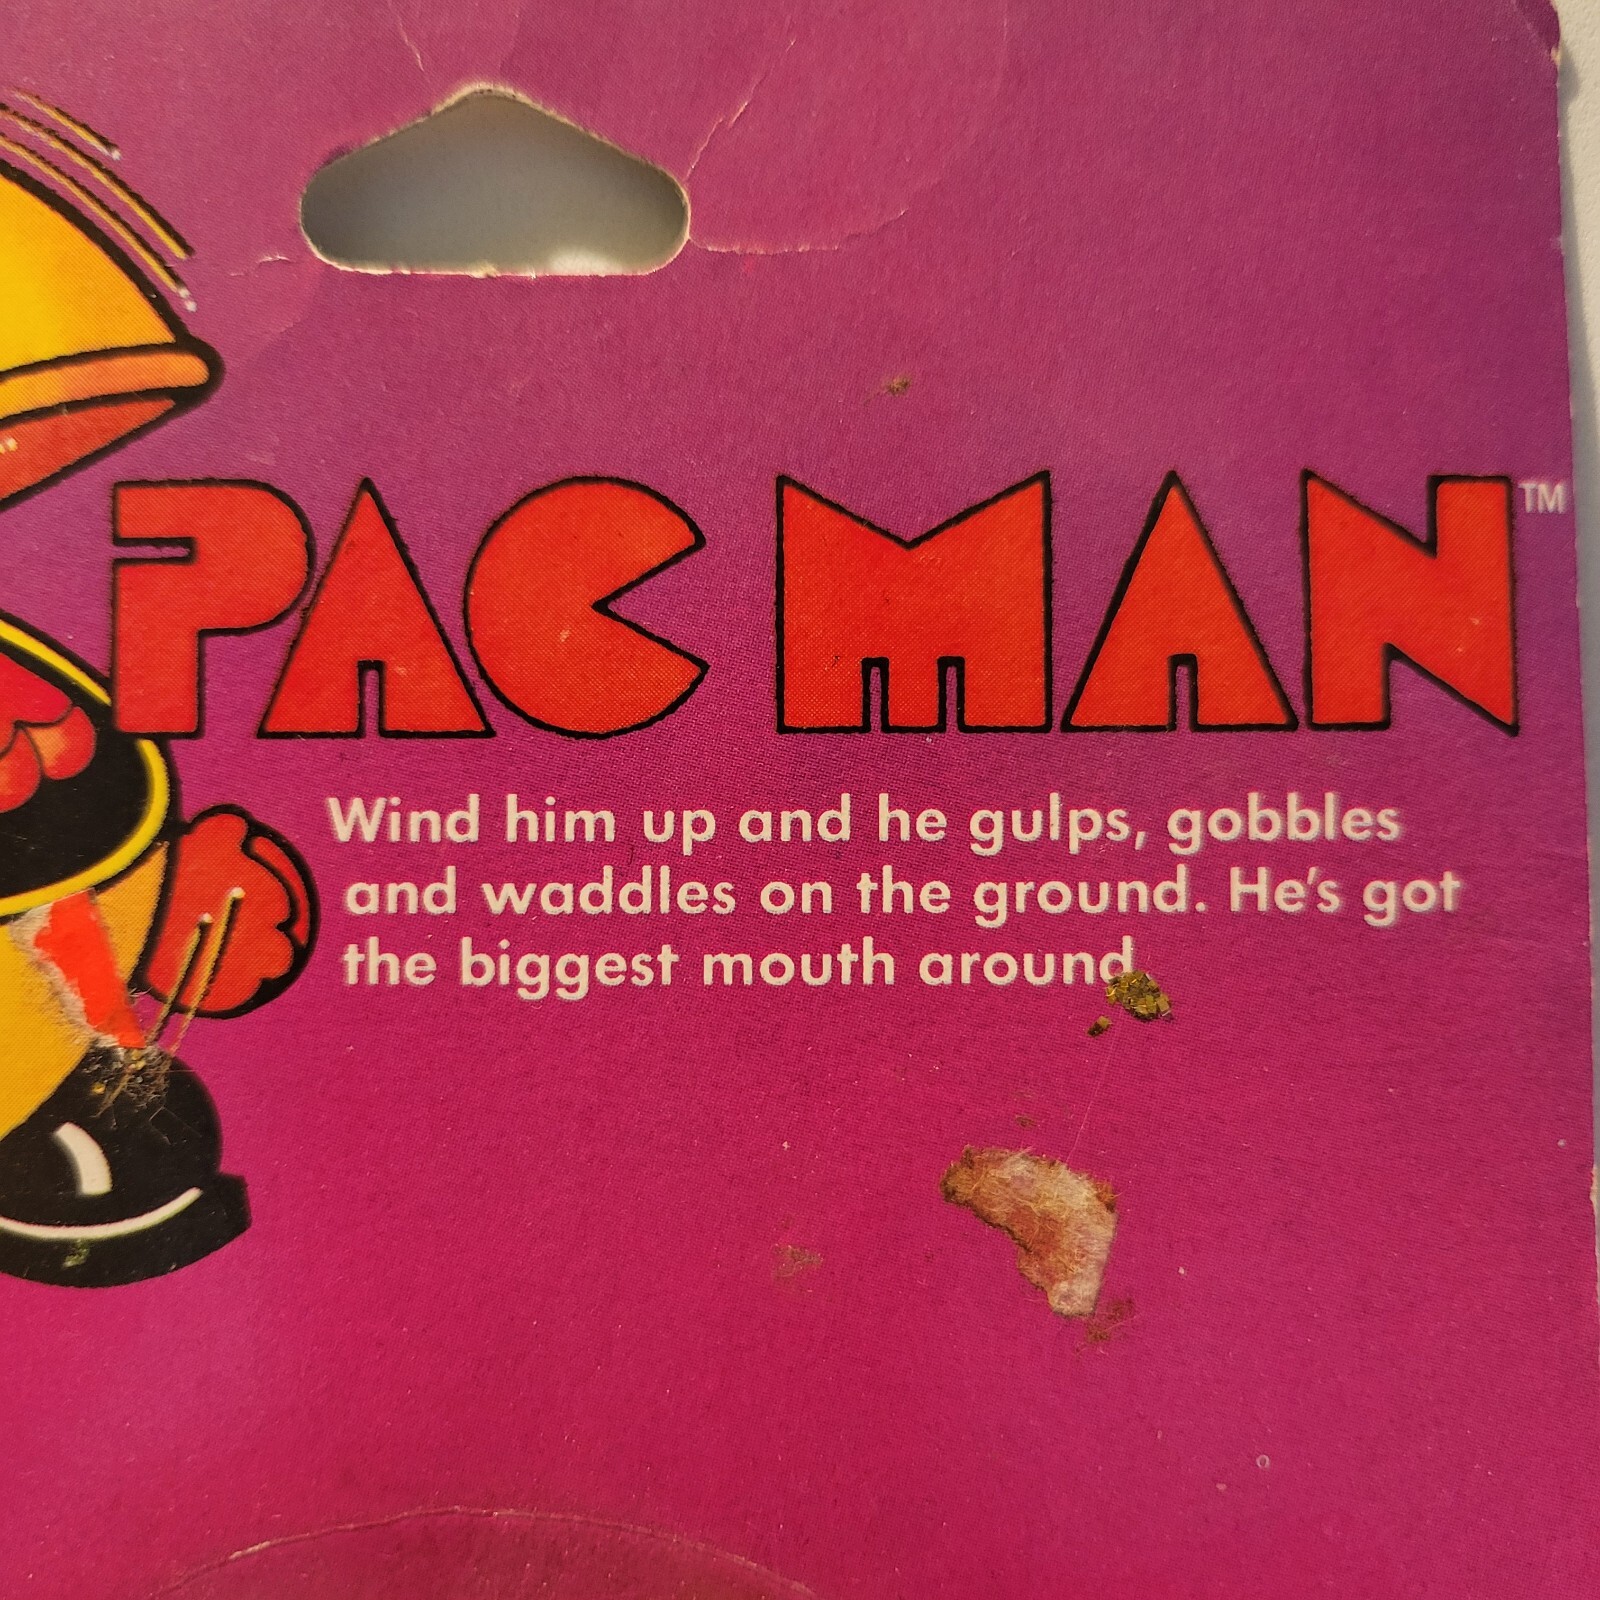 PAC MAN™
Wind him up and he gulps, gobbles
and waddles on the ground. He's got
the biggest mouth around